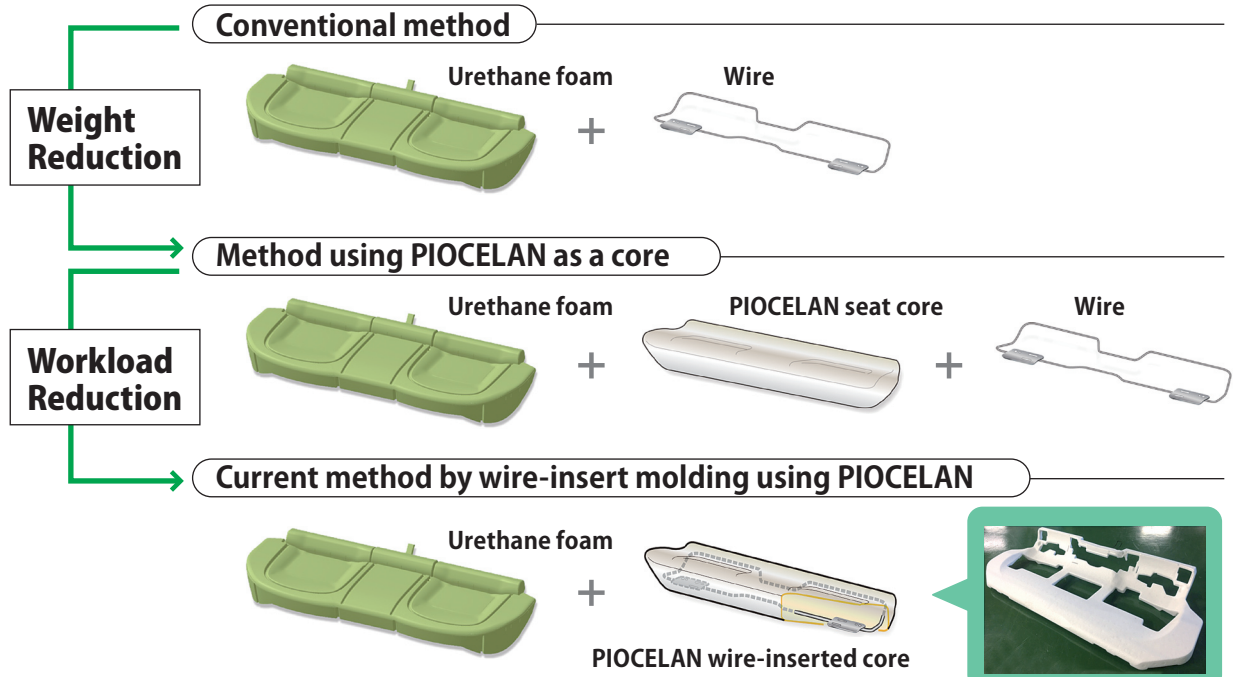 Conventional method
Urethane foam
Wire
+
Weight
Reduction
Method using PIOCELAN as a core
Urethane foam
PIOCELAN seat core
Wire
+
+
Workload
Reduction
Current method by wire-insert molding using PIOCELAN
Urethane foam
+
PIOCELAN wire-inserted core